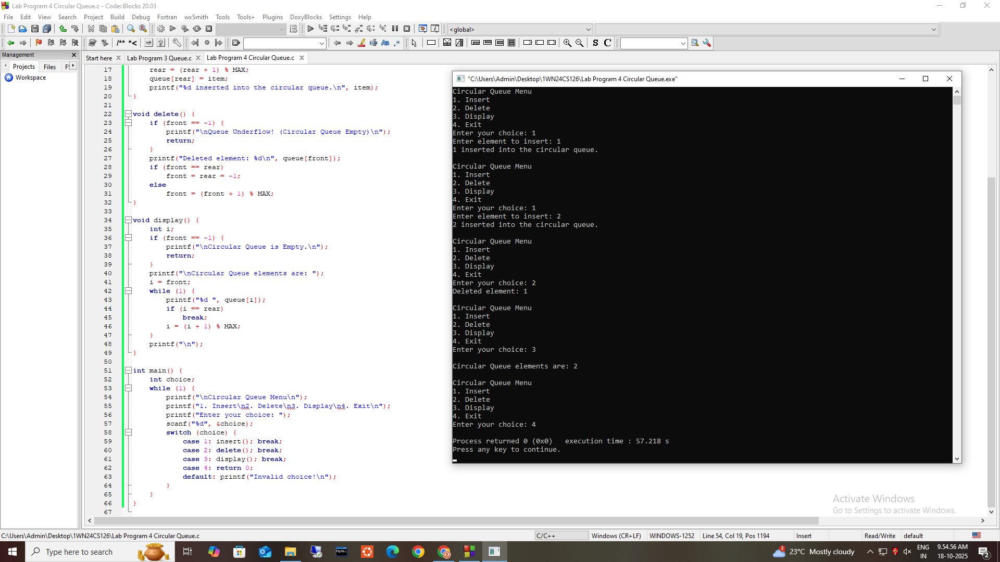 Lab Program 4 Circular Queue.c - Code::Blocks 20.03
File Edit View Search Project Build Debug Fortran wxSmith Tools Tools+ Plugins DoxyBlocks Settings Help
<global>
/** *<
Aa .*
S C
Management
Projects Files
Workspace
Start here
Lab Program 3 Queue.c
Lab Program 4 Circular Queue.c
17 rear = (rear + 1) % MAX;
18 queue[rear] = item;
19 printf("%d inserted into the circular queue.\n", item);
20 }
21
22 void delete() {
23 if (front == -1) {
24 printf("\nQueue Underflow! (Circular Queue Empty)\n");
25 return;
26 }
27 printf("Deleted element: %d\n", queue[front]);
28 if (front == rear)
29 front = rear = -1;
30 else
31 front = (front + 1) % MAX;
32 }
33
34 void display() {
35 int i;
36 if (front == -1) {
37 printf("\nCircular Queue is Empty.\n");
38 return;
39 }
40 printf("\nCircular Queue elements are: ");
41 i = front;
42 while (1) {
43 printf("%d ", queue[i]);
44 if (i == rear)
45 break;
46 i = (i + 1) % MAX;
47 }
48 printf("\n");
49 }
50
51 int main() {
52 int choice;
53 while (1) {
54 printf("\nCircular Queue Menu\n");
55 printf("1. Insert\n2. Delete\n3. Display\n4. Exit\n");
56 printf("Enter your choice: ");
57 scanf("%d", &choice);
58 switch (choice) {
59 case 1: insert(); break;
60 case 2: delete(); break;
61 case 3: display(); break;
62 case 4: return 0;
63 default: printf("Invalid choice!\n");
64 }
65 }
66 }
67
"C:\Users\Admin\Desktop\1WN24CS126\Lab Program 4 Circular Queue.exe"
Circular Queue Menu
1. Insert
2. Delete
3. Display
4. Exit
Enter your choice: 1
Enter element to insert: 1
1 inserted into the circular queue.
Circular Queue Menu
1. Insert
2. Delete
3. Display
4. Exit
Enter your choice: 1
Enter element to insert: 2
2 inserted into the circular queue.
Circular Queue Menu
1. Insert
2. Delete
3. Display
4. Exit
Enter your choice: 2
Deleted element: 1
Circular Queue Menu
1. Insert
2. Delete
3. Display
4. Exit
Enter your choice: 3
Circular Queue elements are: 2
Circular Queue Menu
1. Insert
2. Delete
3. Display
4. Exit
Enter your choice: 4
Process returned 0 (0x0) execution time : 57.218 s
Press any key to continue.
Activate Windows
Go to Settings to activate Windows.
C:\Users\Admin\Desktop\1WN24CS126\Lab Program 4 Circular Queue.c
C/C++
Windows (CR+LF)
WINDOWS-1252
Line 54, Col 19, Pos 1194
Insert
Read/Write
default
Type here to search
2
23°C Mostly cloudy
ENG
IN
9.54.56 AM
18-10-2025
2